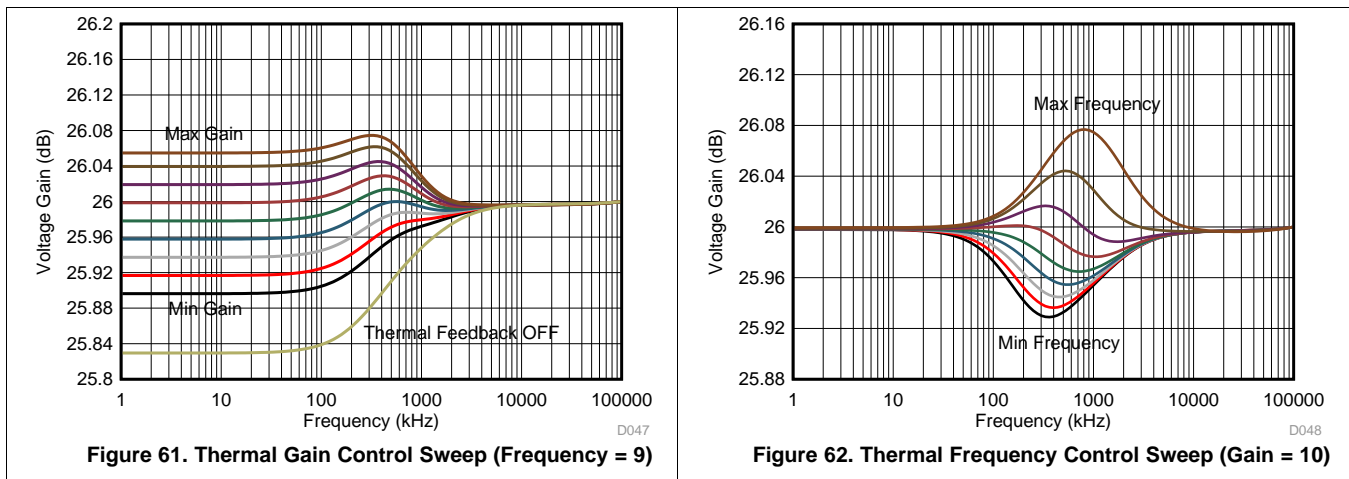 26.2
26.16
26.12
26.08
26.04
26
25.96
25.92
25.88
25.84
25.8
Voltage Gain (dB)
Max Gain
Min Gain
Thermal Feedback OFF
1 10 100 1000 10000 100000
Frequency (kHz)
D047
Figure 61. Thermal Gain Control Sweep (Frequency = 9)
26.16
26.12
26.08
26.04
26
25.96
25.92
25.88
Voltage Gain (dB)
Max Frequency
Min Frequency
1 10 100 1000 10000 100000
Frequency (kHz)
D048
Figure 62. Thermal Frequency Control Sweep (Gain = 10)